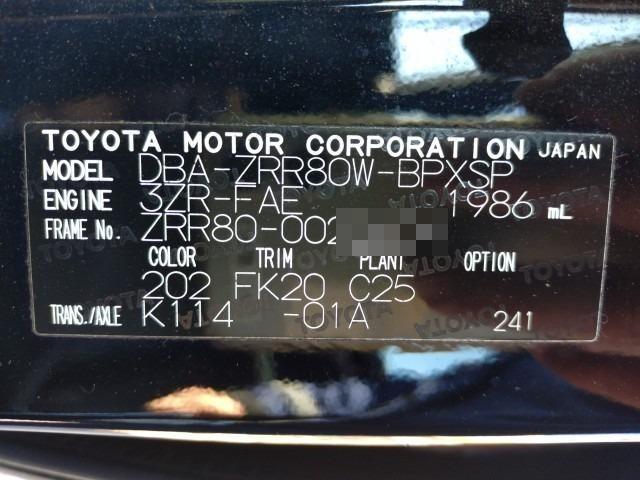 TOYOTA MOTOR CORPORATION JAPAN
MODEL DBA-ZRR80W-BPXSP
ENGINE 3ZR-FAE 1986 mL
FRAME No. ZRR80-002
COLOR TRIM PLANT OPTION
202 FK20 C25
TRANS./AXLE K114 -01A 241